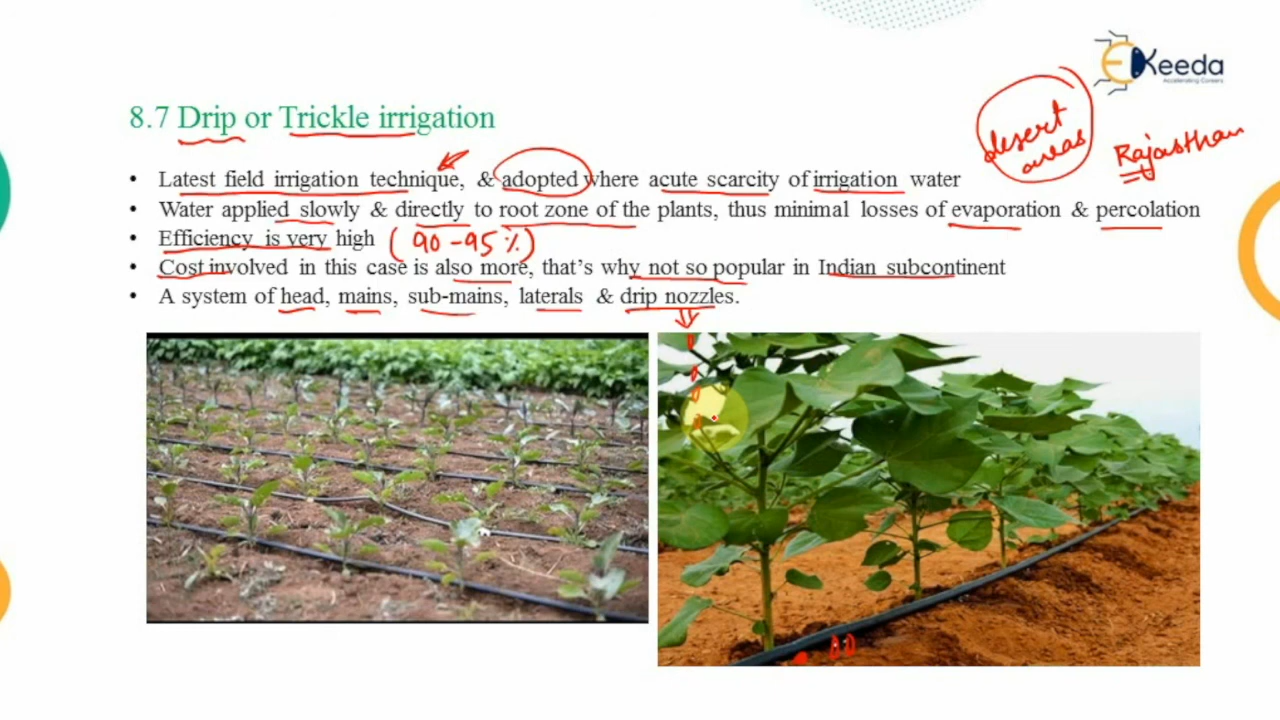 EKeeda
Accelerating Careers
8.7 Drip or Trickle irrigation
desert
areas
Rajasthan
• Latest field irrigation technique, & adopted where acute scarcity of irrigation water
• Water applied slowly & directly to root zone of the plants, thus minimal losses of evaporation & percolation
• Efficiency is very high (90-95%)
• Cost involved in this case is also more, that's why not so popular in Indian subcontinent
• A system of head, mains, sub-mains, laterals & drip nozzles.